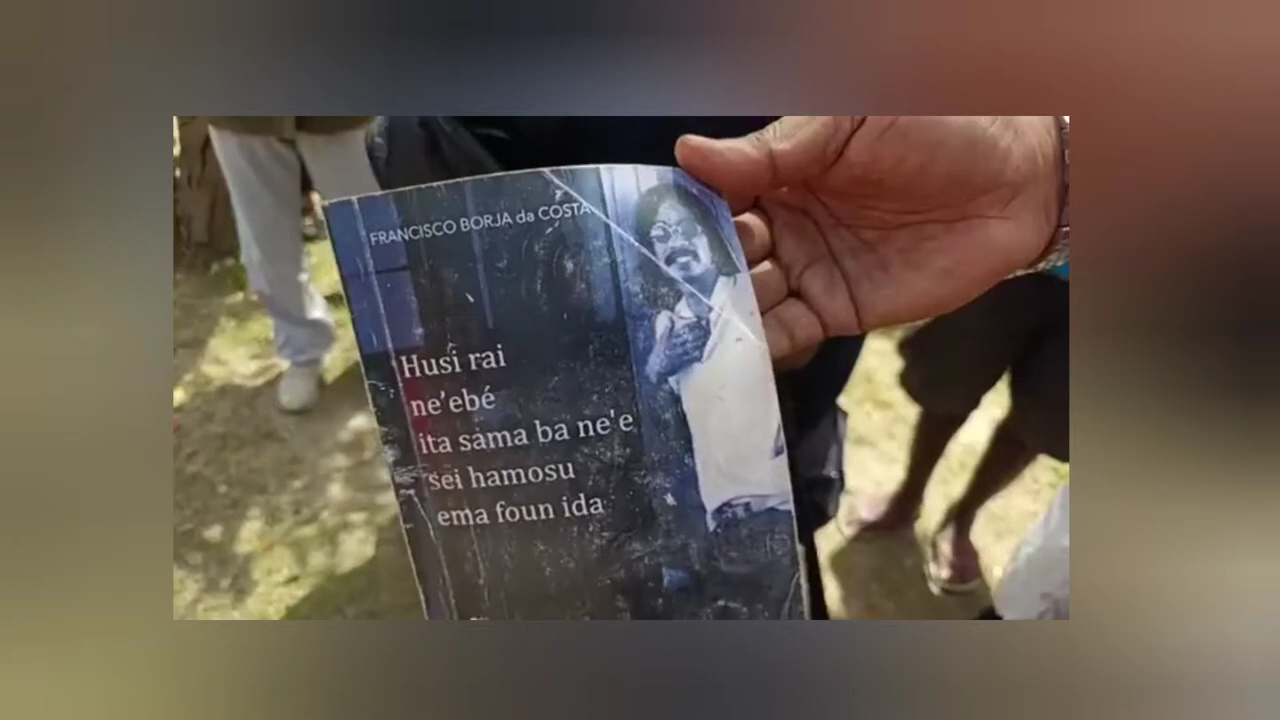 FRANCISCO BORJA da COSTA
Husi rai
ne'ebé
ita sama ba ne'e
sei hamosu
ema foun ida